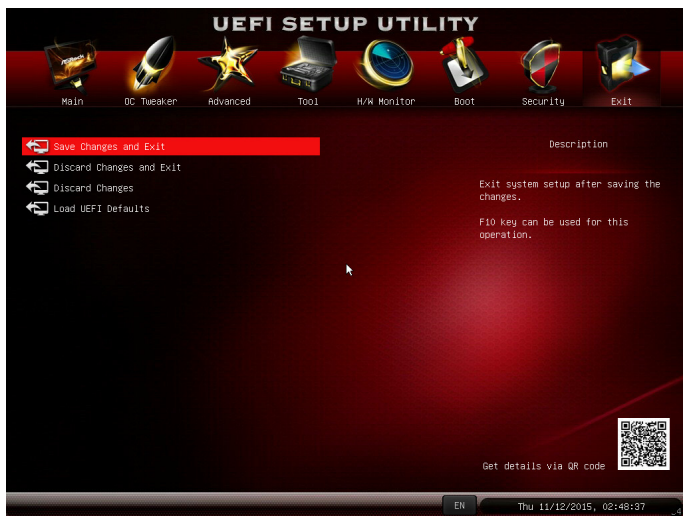 UEFI SETUP UTILITY
Main
OC Tweaker
Advanced
Tool
H/W Monitor
Boot
Security
Exit
Save Changes and Exit
Discard Changes and Exit
Discard Changes
Load UEFI Defaults
Description
Exit system setup after saving the
changes.
F10 key can be used for this
operation.
Get details via QR code
EN
Thu 11/12/2015, 02:48:37